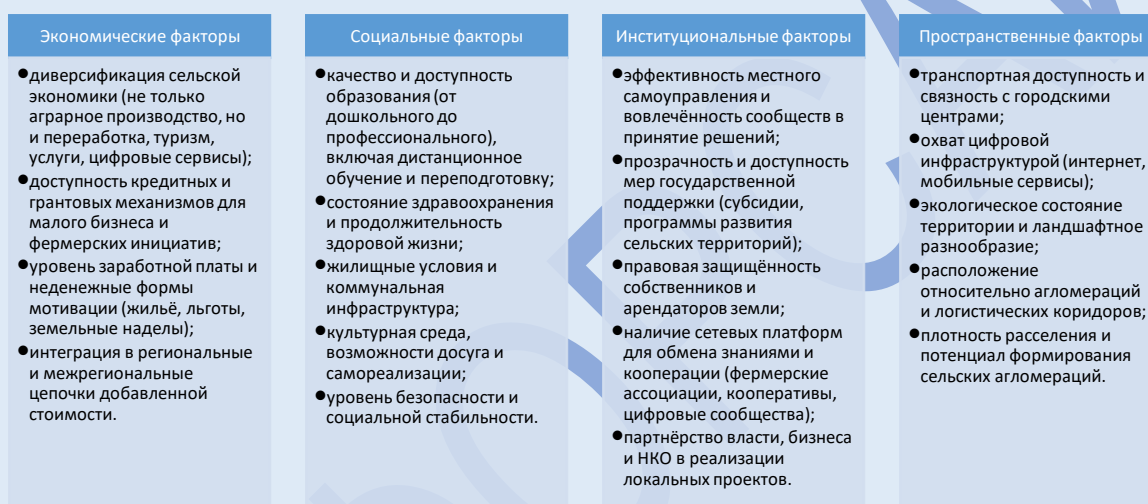 Экономические факторы
●диверсификация сельской
экономики (не только
аграрное производство, но
и переработка, туризм,
услуги, цифровые сервисы);
●доступность кредитных и
грантовых механизмов для
малого бизнеса и
фермерских инициатив;
●уровень заработной платы и
неденежные формы
мотивации (жильё, льготы,
земельные наделы);
●интеграция в региональные
и межрегиональные
цепочки добавленной
стоимости.
Социальные факторы
●качество и доступность
образования (от
дошкольного до
профессионального),
включая дистанционное
обучение и переподготовку;
●состояние здравоохранения
и продолжительность
здоровой жизни;
●жилищные условия и
коммунальная
инфраструктура;
●культурная среда,
возможности досуга и
самореализации;
●уровень безопасности и
социальной стабильности.
Институциональные факторы
●эффективность местного
самоуправления и
вовлечённость сообществ в
принятие решений;
●прозрачность и доступность
мер государственной
поддержки (субсидии,
программы развития
сельских территорий);
●правовая защищённость
собственников и
арендаторов земли;
●наличие сетевых платформ
для обмена знаниями и
кооперации (фермерские
ассоциации, кооперативы,
цифровые сообщества);
●партнёрство власти, бизнеса
и НКО в реализации
локальных проектов.
Пространственные факторы
●транспортная доступность и
связность с городскими
центрами;
●охват цифровой
инфраструктурой (интернет,
мобильные сервисы);
●экологическое состояние
территории и ландшафтное
разнообразие;
●расположение
относительно агломераций
и логистических коридоров;
●плотность расселения и
потенциал формирования
сельских агломераций.